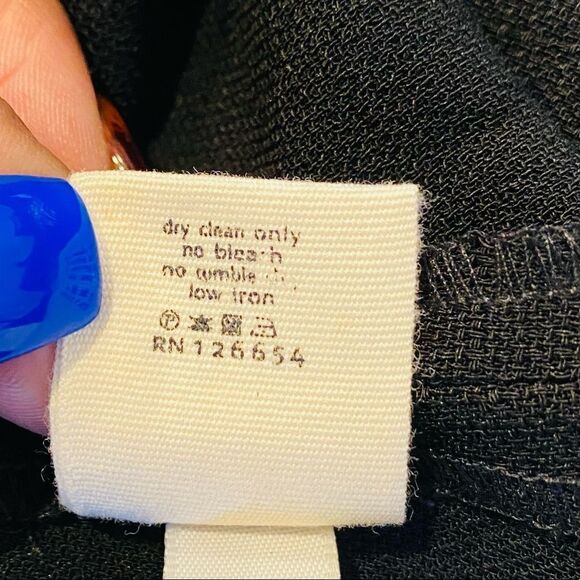 dry clean only
no bleach
no tumble
low iron
P
RN 126654